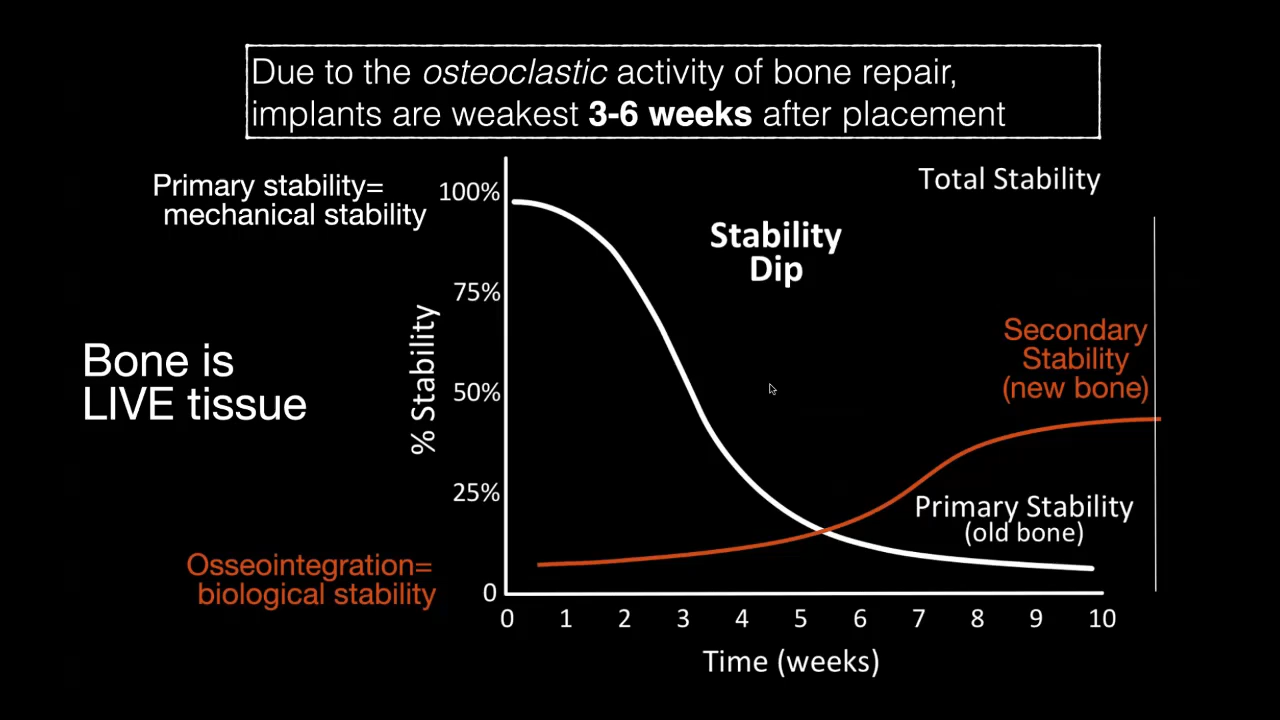 Due to the osteoclastic activity of bone repair,
implants are weakest 3-6 weeks after placement
Primary stability=
mechanical stability
Bone is
LIVE tissue
Osseointegration=
biological stability
% Stability
100%
75%
50%
25%
0
Total Stability
Stability
Dip
Secondary
Stability
(new bone)
Primary Stability
(old bone)
0 1 2 3 4 5 6 7 8 9 10
Time (weeks)